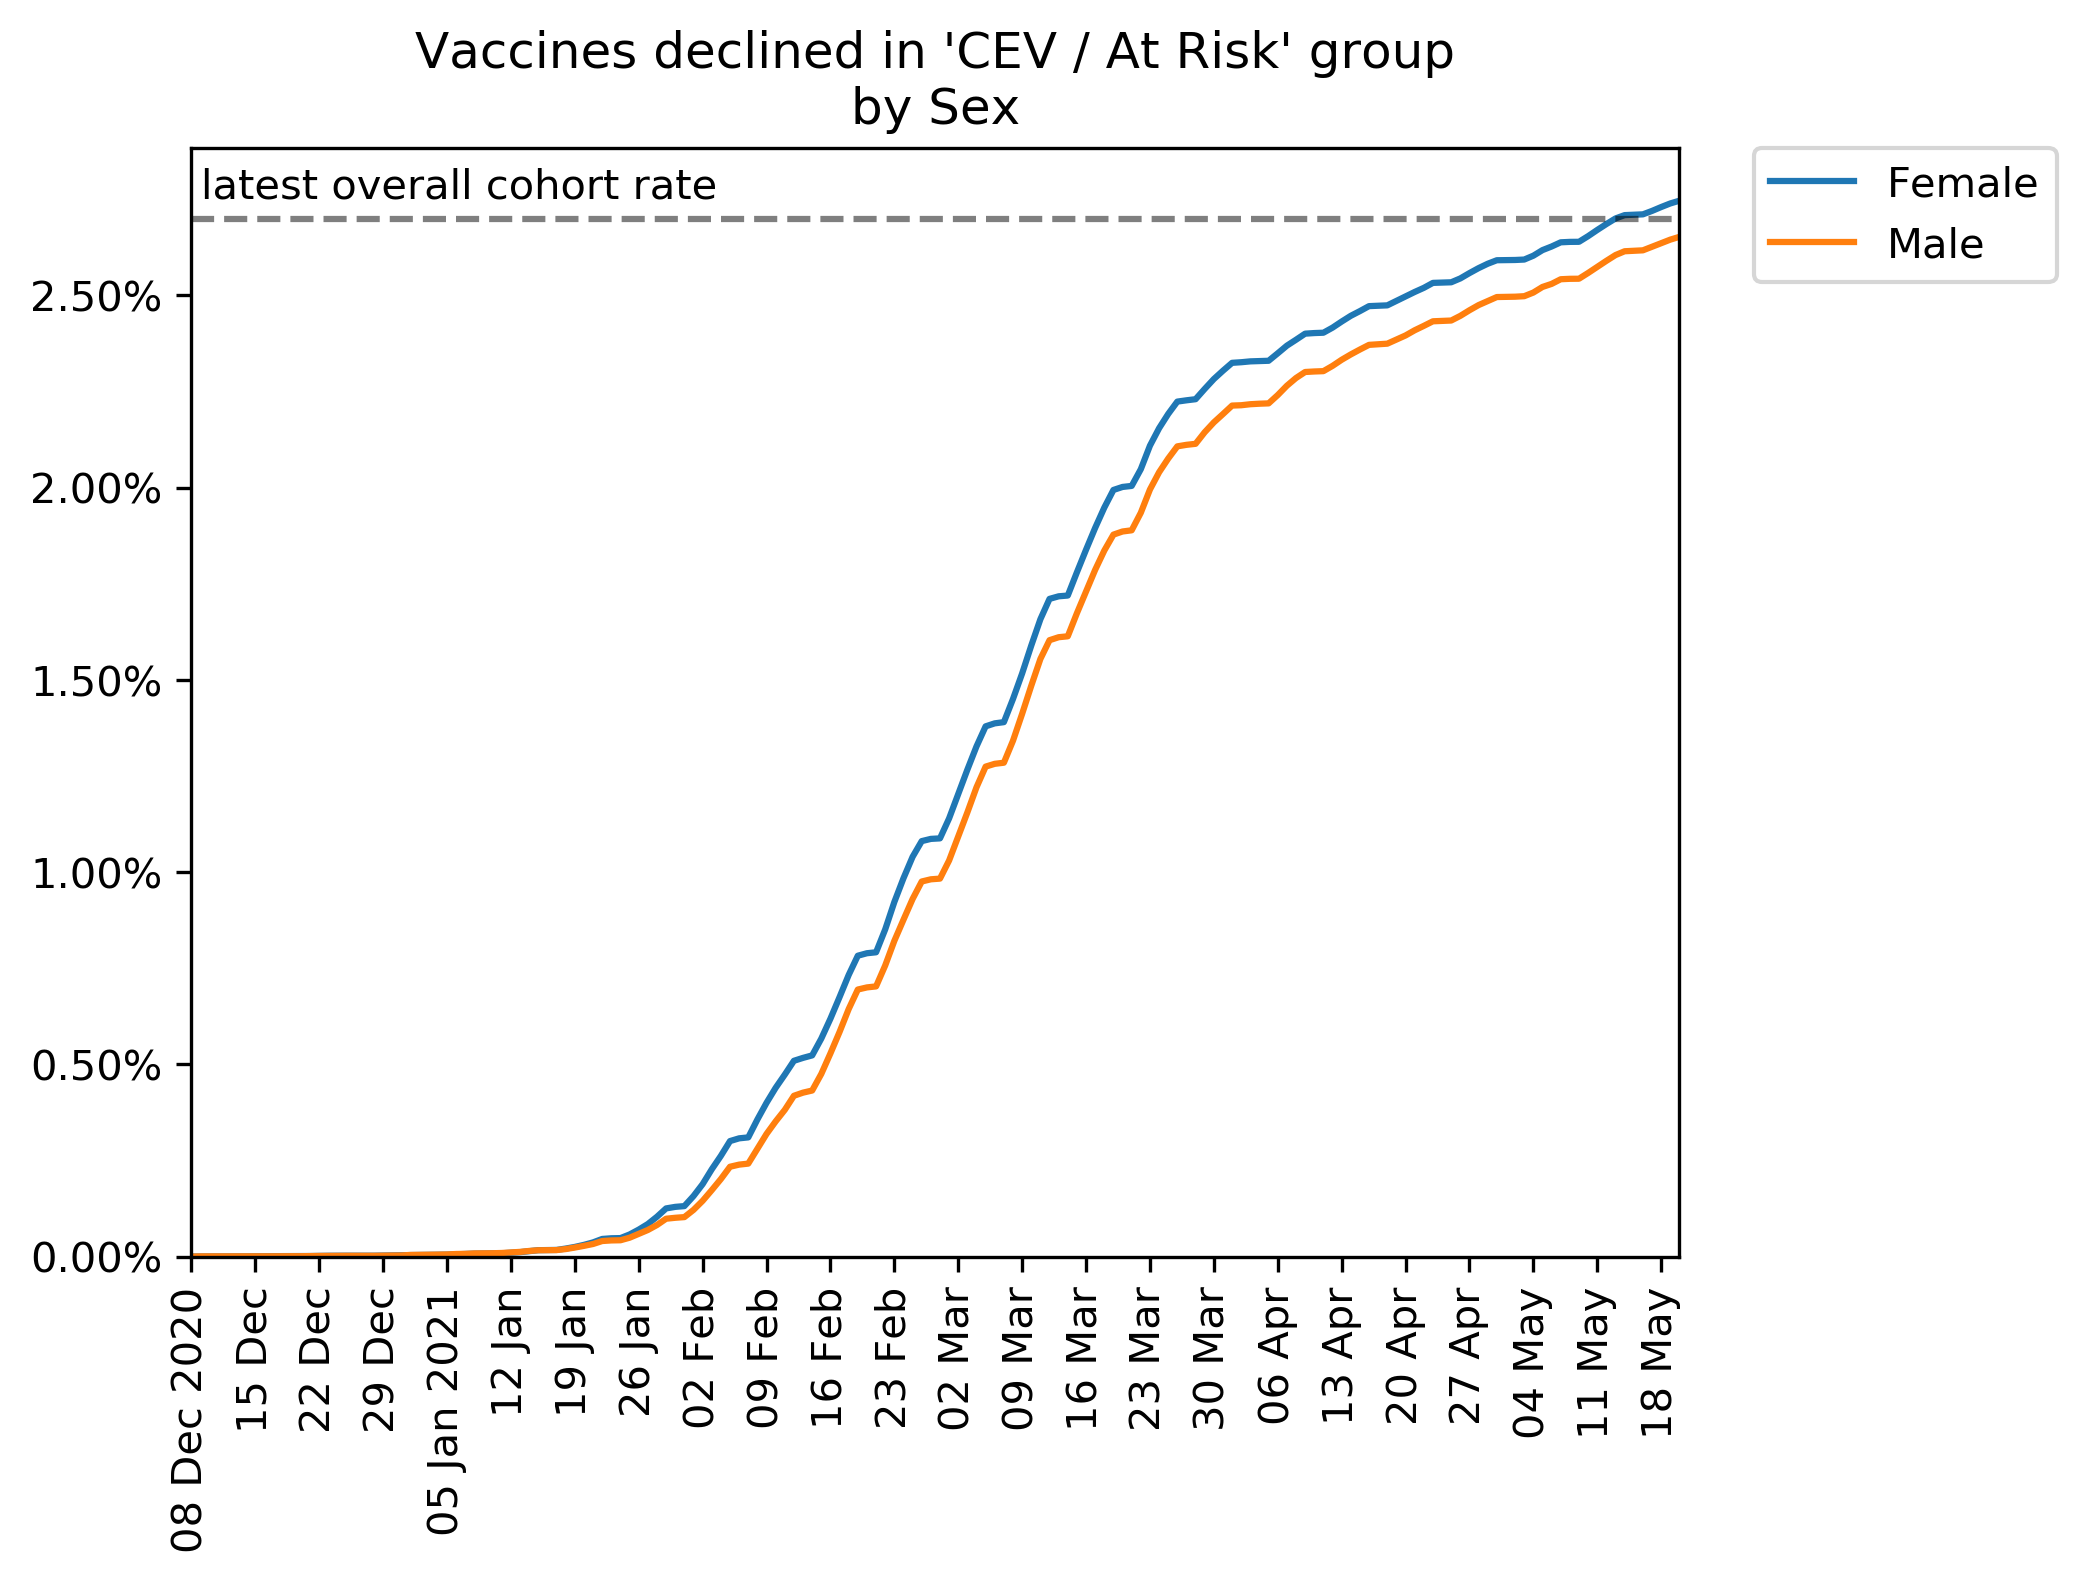 Vaccines declined in 'CEV / At Risk' group
by Sex
latest overall cohort rate
Female
Male
2.50%
2.00%
1.50%
1.00%
0.50%
0.00%
08 Dec 2020
15 Dec
22 Dec
29 Dec
05 Jan 2021
12 Jan
19 Jan
26 Jan
02 Feb
09 Feb
16 Feb
23 Feb
02 Mar
09 Mar
16 Mar
23 Mar
30 Mar
06 Apr
13 Apr
20 Apr
27 Apr
04 May
11 May
18 May